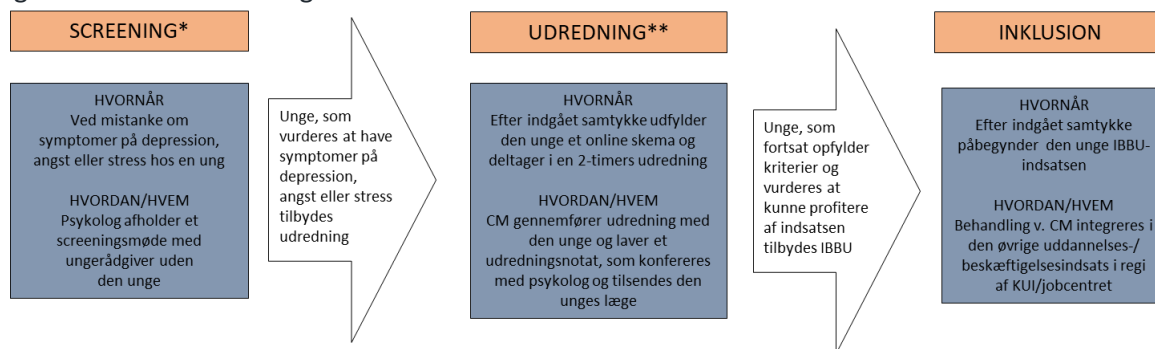 SCREENING*
HVORNÅR
Ved mistanke om
symptomer på depression,
angst eller stress hos en ung
HVORDAN/HVEM
Psykolog afholder et
screeningsmøde med
ungerådgiver uden
den unge
Unge, som
vurderes at have
symptomer på
depression,
angst eller stress
tilbydes
udredning
UDREDNING**
HVORNÅR
Efter indgået samtykke udfylder
den unge et online skema og
deltager i en 2-timers udredning
HVORDAN/HVEM
CM gennemfører udredning med
den unge og laver et
udredningsnotat, som konfereres
med psykolog og tilsendes den
unges læge
Unge, som
fortsat opfylder
kriterier og
vurderes at
kunne profitere
af indsatsen
tilbydes IBBU
INKLUSION
HVORNÅR
Efter indgået samtykke
påbegynder den unge IBBU-
indsatsen
HVORDAN/HVEM
Behandling v. CM integreres i
den øvrige uddannelses-/
beskæftigelsesindsats i regi
af KUI/jobcentret